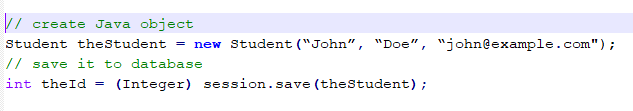 // create Java object
Student theStudent = new Student(“John”, “Doe”, “john@example.com");
// save it to database
int theId = (Integer) session.save(theStudent);